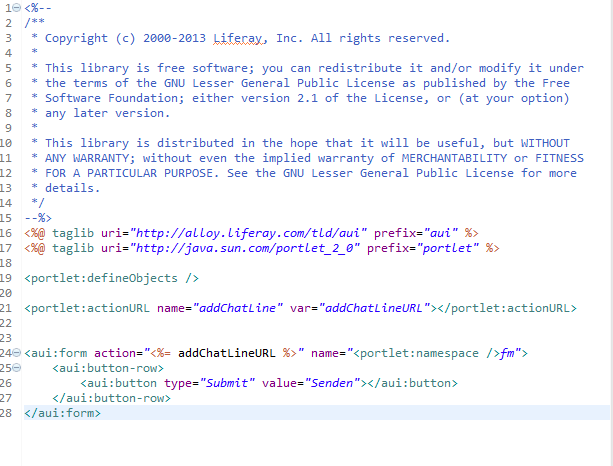 1 <%--
2 /**
3  * Copyright (c) 2000-2013 Liferay, Inc. All rights reserved.
4  *
5  * This library is free software; you can redistribute it and/or modify it under
6  * the terms of the GNU Lesser General Public License as published by the Free
7  * Software Foundation; either version 2.1 of the License, or (at your option)
8  * any later version.
9  *
10  * This library is distributed in the hope that it will be useful, but WITHOUT
11  * ANY WARRANTY; without even the implied warranty of MERCHANTABILITY or FITNESS
12  * FOR A PARTICULAR PURPOSE. See the GNU Lesser General Public License for more
13  * details.
14  */
15 --%>
16 <%@ taglib uri="http://alloy.liferay.com/tld/aui" prefix="aui" %>
17 <%@ taglib uri="http://java.sun.com/portlet_2_0" prefix="portlet" %>
18
19 <portlet:defineObjects />
20
21 <portlet:actionURL name="addChatLine" var="addChatLineURL"></portlet:actionURL>
22
23
24 <aui:form action="<%= addChatLineURL %>" name="<portlet:namespace />fm">
25     <aui:button-row>
26         <aui:button type="Submit" value="Senden"></aui:button>
27     </aui:button-row>
28 </aui:form>